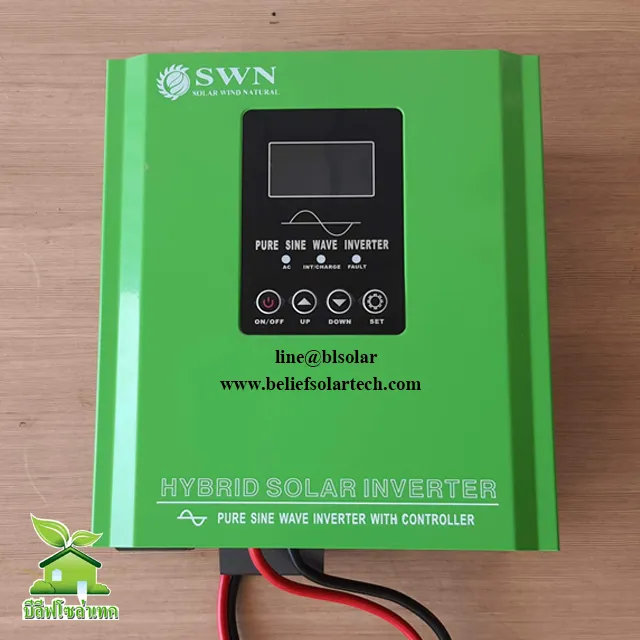 SWN
SOLAR WIND NATURAL
PURE SINE WAVE INVERTER
AC INT/CHARGE FAULT
ON/OFF UP DOWN SET
line@blsolar
www.beliefsolartech.com
HYBRID SOLAR INVERTER
PURE SINE WAVE INVERTER WITH CONTROLLER
บีลีฟโซล่าเทค